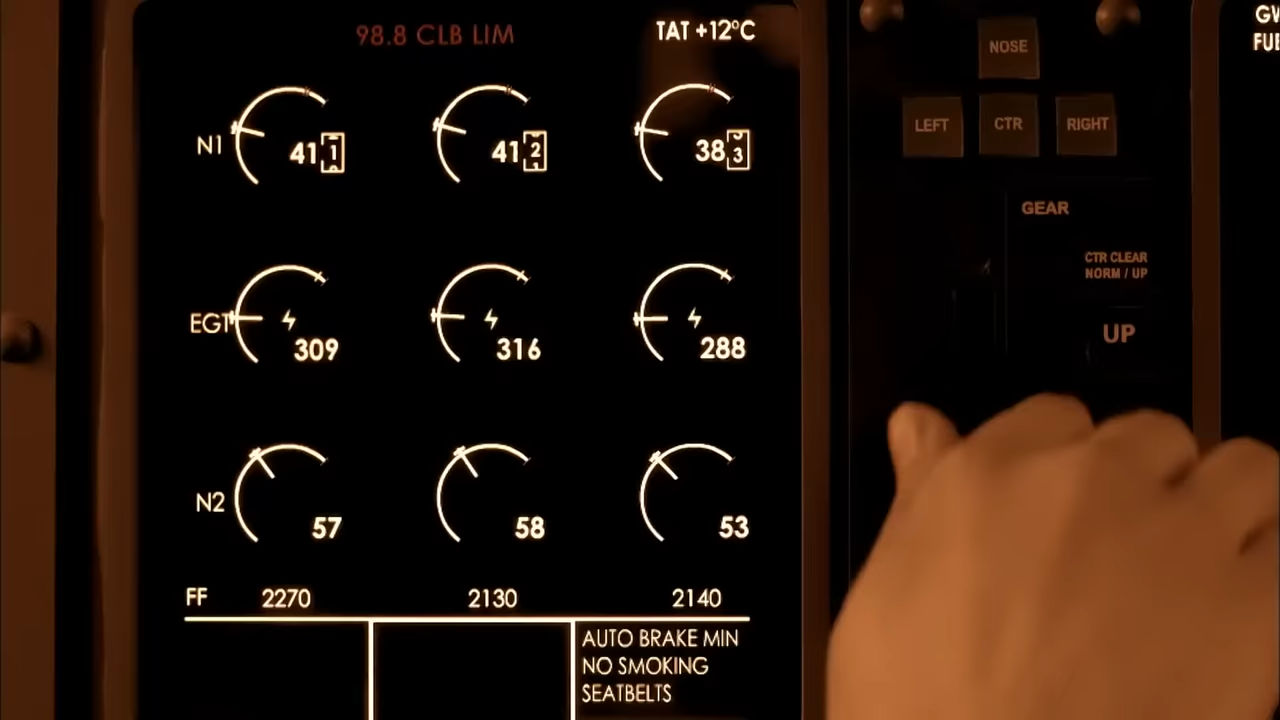 98.8 CLB LIM
TAT +12°C
N1
41 1
41 2
38 3
EGT
309
316
288
N2
57
58
53
FF
2270
2130
2140
AUTO BRAKE MIN
NO SMOKING
SEATBELTS
NOSE
LEFT
CTR
RIGHT
GEAR
CTR CLEAR
NORM / UP
UP